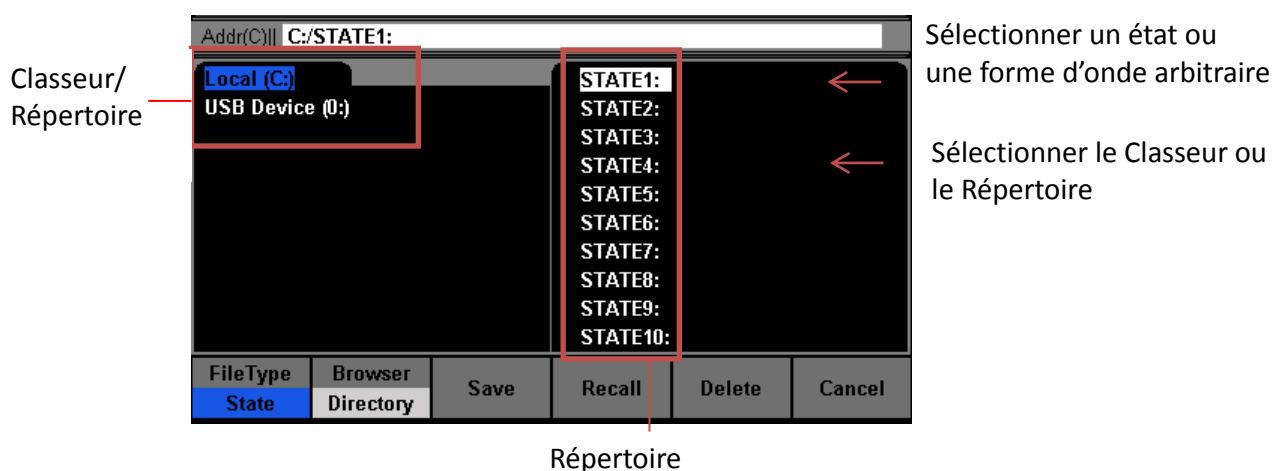 Addr(C)|| C:/STATE1:
Sélectionner un état ou
une forme d’onde arbitraire
Classeur/
Répertoire
Local (C:)
USB Device (0:)
STATE1:
STATE2:
STATE3:
STATE4:
STATE5:
STATE6:
STATE7:
STATE8:
STATE9:
STATE10:
Sélectionner le Classeur ou
le Répertoire
FileType Browser Save Recall Delete Cancel
State Directory
Répertoire